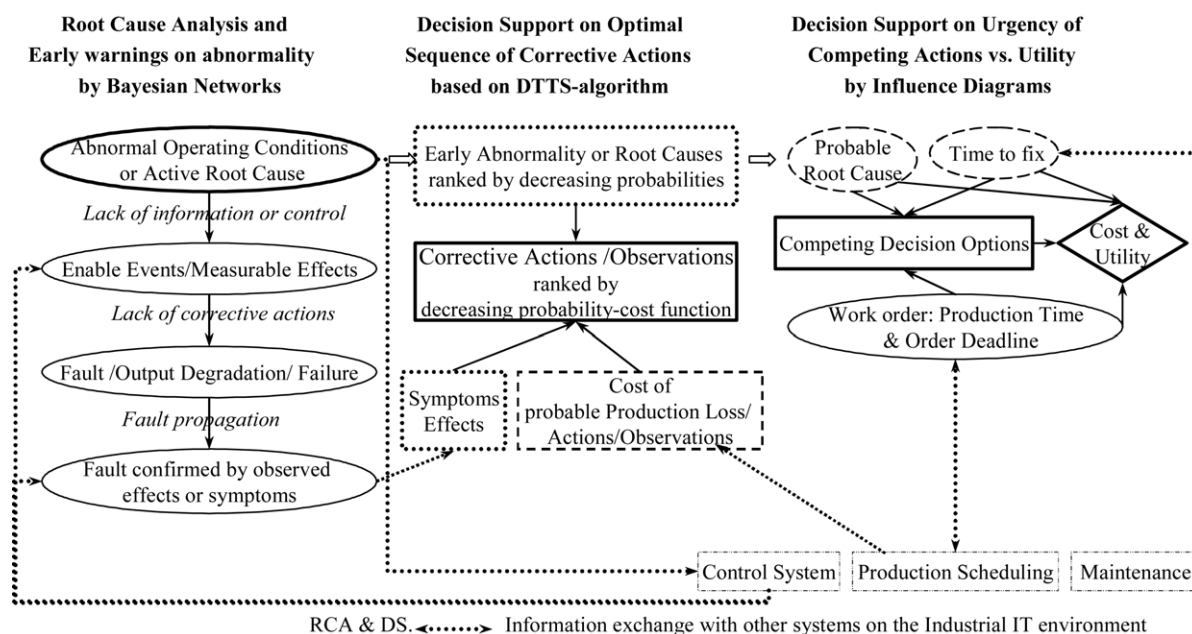 Root Cause Analysis and
Early warnings on abnormality
by Bayesian Networks
Decision Support on Optimal
Sequence of Corrective Actions
based on DTTS-algorithm
Decision Support on Urgency of
Competing Actions vs. Utility
by Influence Diagrams
Abnormal Operating Conditions
or Active Root Cause
Lack of information or control
Enable Events/Measurable Effects
Lack of corrective actions
Fault /Output Degradation/ Failure
Fault propagation
Fault confirmed by observed
effects or symptoms
Early Abnormality or Root Causes
ranked by decreasing probabilities
Corrective Actions /Observations
ranked by
decreasing probability-cost function
Symptoms
Effects
Cost of
probable Production Loss/
Actions/Observations
Probable
Root Cause
Time to fix
Competing Decision Options
Cost &
Utility
Work order: Production Time
& Order Deadline
Control System
Production Scheduling
Maintenance
RCA & DS.
Information exchange with other systems on the Industrial IT environment